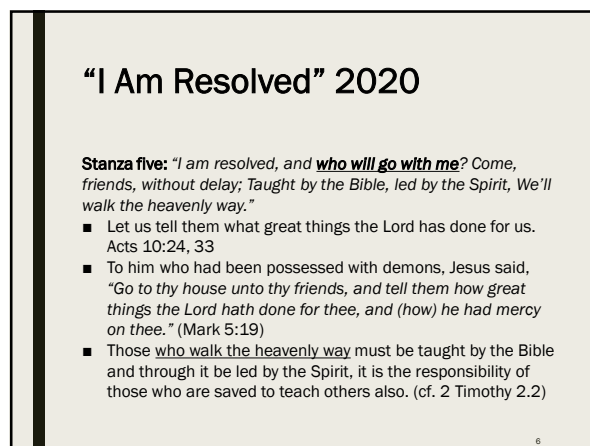 “I Am Resolved” 2020
Stanza five: “I am resolved, and who will go with me? Come,
friends, without delay; Taught by the Bible, led by the Spirit, We’ll
walk the heavenly way.”
■ Let us tell them what great things the Lord has done for us.
Acts 10:24, 33
■ To him who had been possessed with demons, Jesus said,
“Go to thy house unto thy friends, and tell them how great
things the Lord hath done for thee, and (how) he had mercy
on thee.” (Mark 5:19)
■ Those who walk the heavenly way must be taught by the Bible
and through it be led by the Spirit, it is the responsibility of
those who are saved to teach others also. (cf. 2 Timothy 2.2)
6